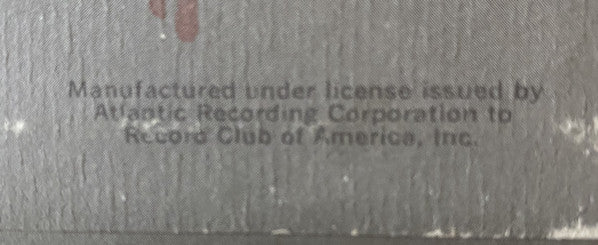 Manufactured under license issued by
Atlantic Recording Corporation to
Record Club of America, Inc.